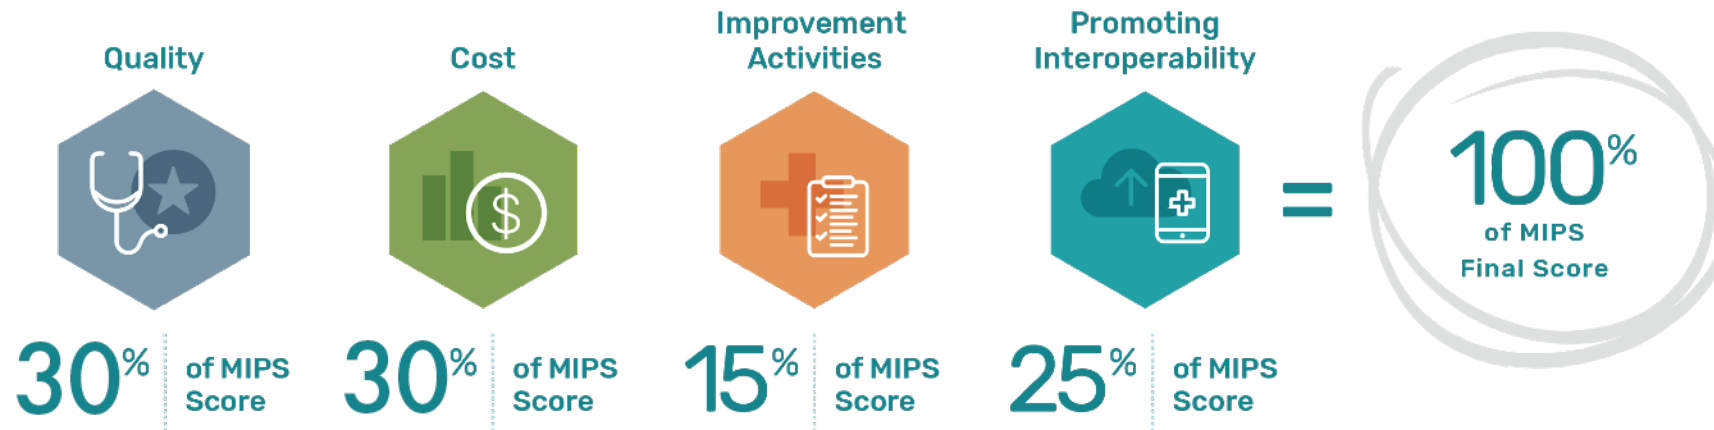 Quality
30%
of MIPS
Score
Cost
30%
of MIPS
Score
Improvement
Activities
15%
of MIPS
Score
Promoting
Interoperability
25%
of MIPS
Score
=
100%
of MIPS
Final Score